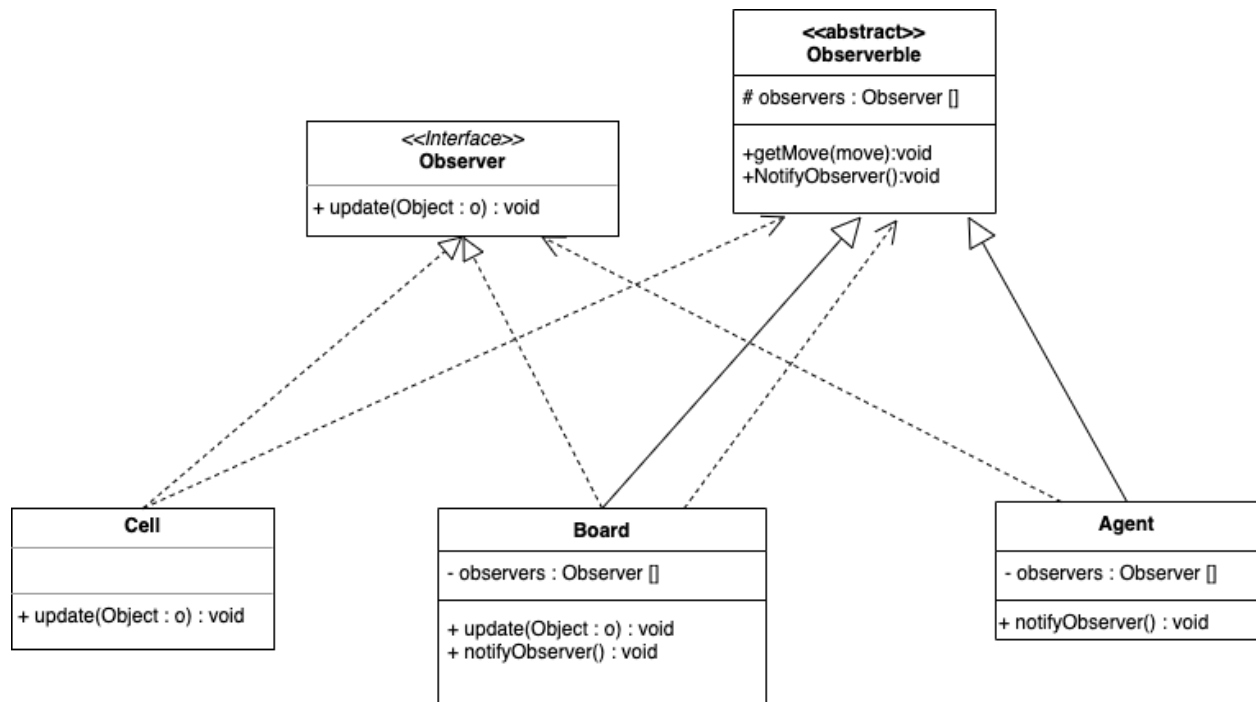 <<abstract>>
Observerble
# observers : Observer []
+getMove(move):void
+NotifyObserver():void
<<Interface>>
Observer
+ update(Object : o) : void
Cell
+ update(Object : o) : void
Board
- observers : Observer []
+ update(Object : o) : void
+ notifyObserver() : void
Agent
- observers : Observer []
+ notifyObserver() : void